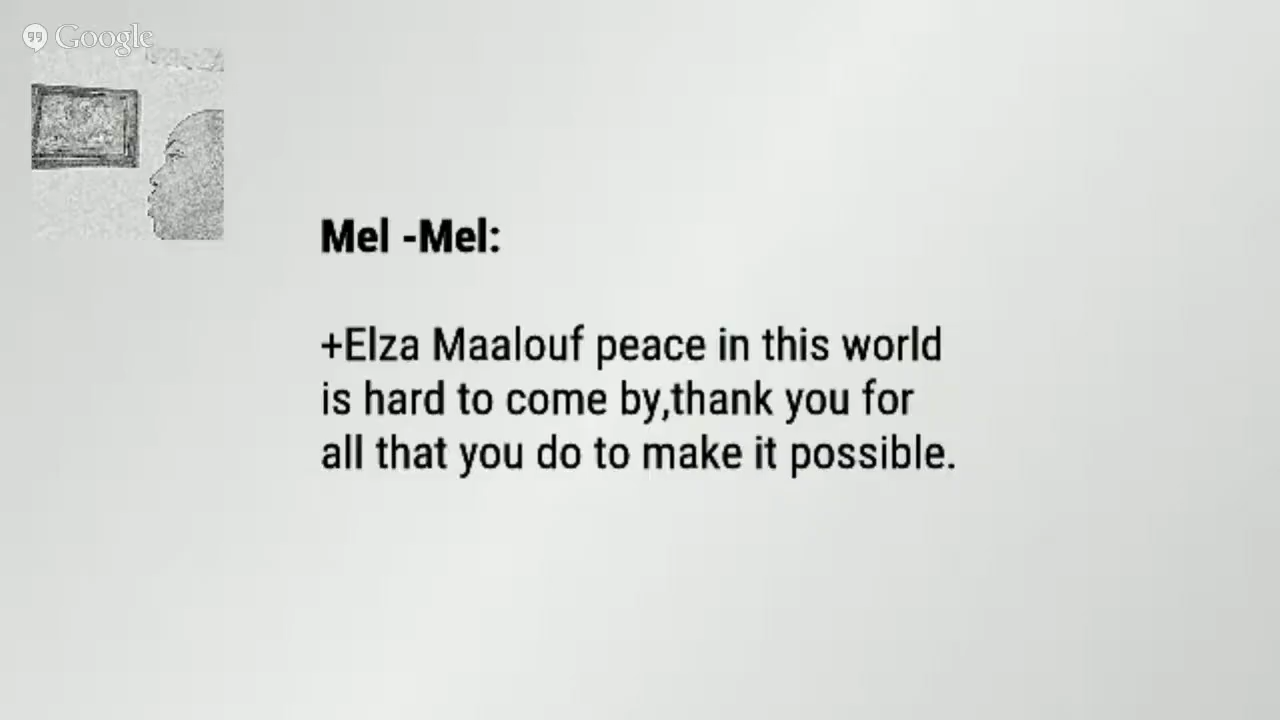 Google
Mel -Mel:
+Elza Maalouf peace in this world
is hard to come by,thank you for
all that you do to make it possible.